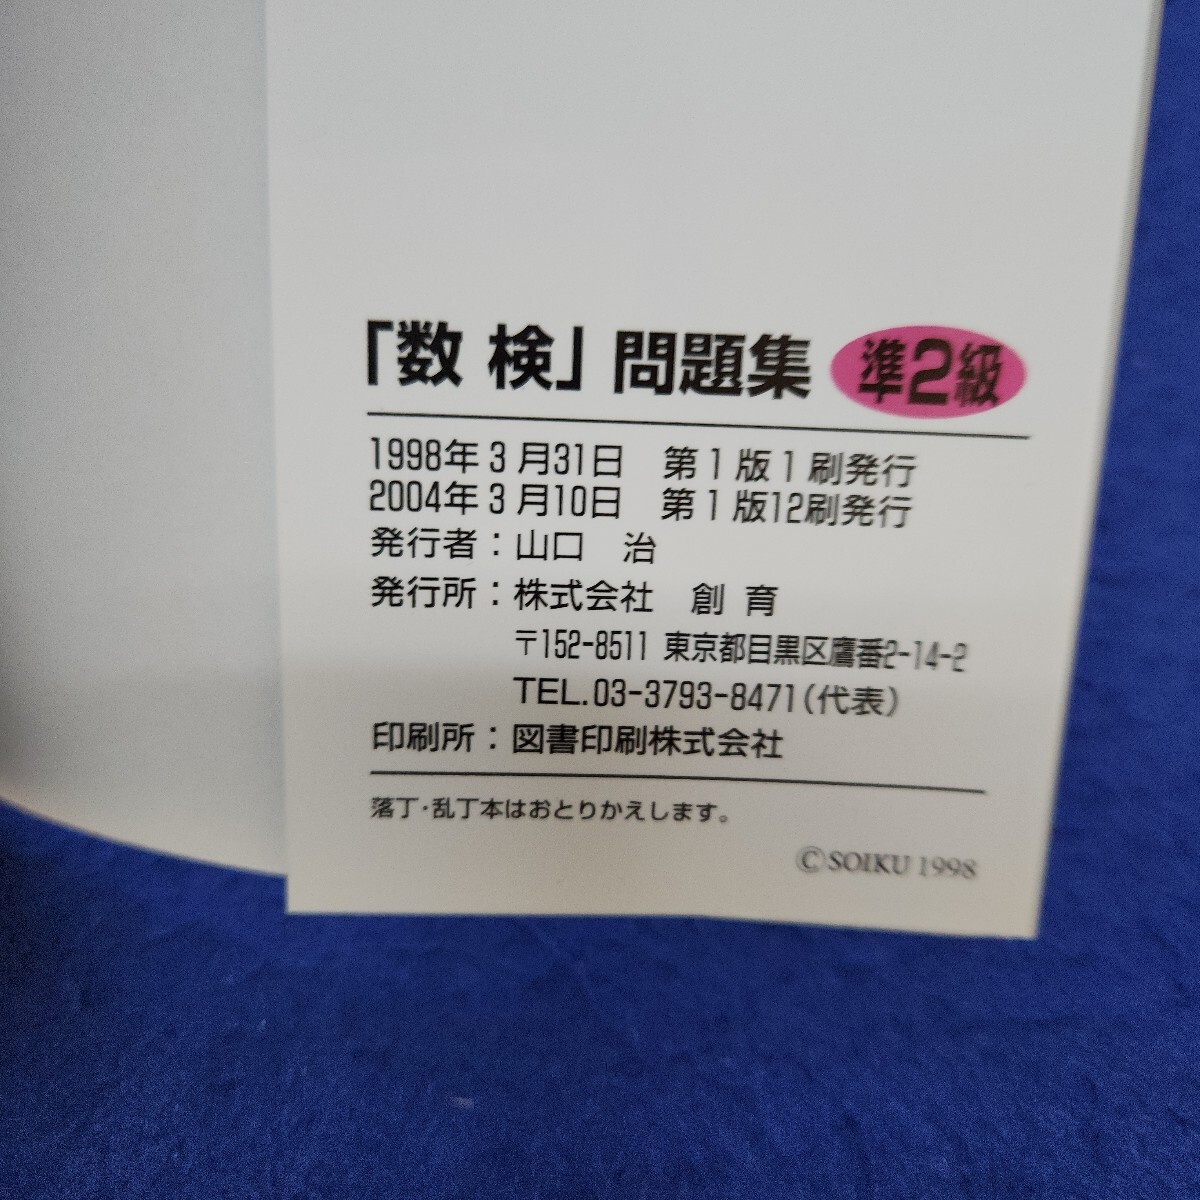 「数 検」問題集 準2級
1998年3月31日 第1版1刷発行
2004年3月10日 第1版12刷発行
発行者：山口 治
発行所：株式会社 創 育
〒152-8511 東京都目黒区鷹番2-14-2
TEL.03-3793-8471(代表)
印刷所：図書印刷株式会社
落丁・乱丁本はおとりかえします。
©SOIKU 1998